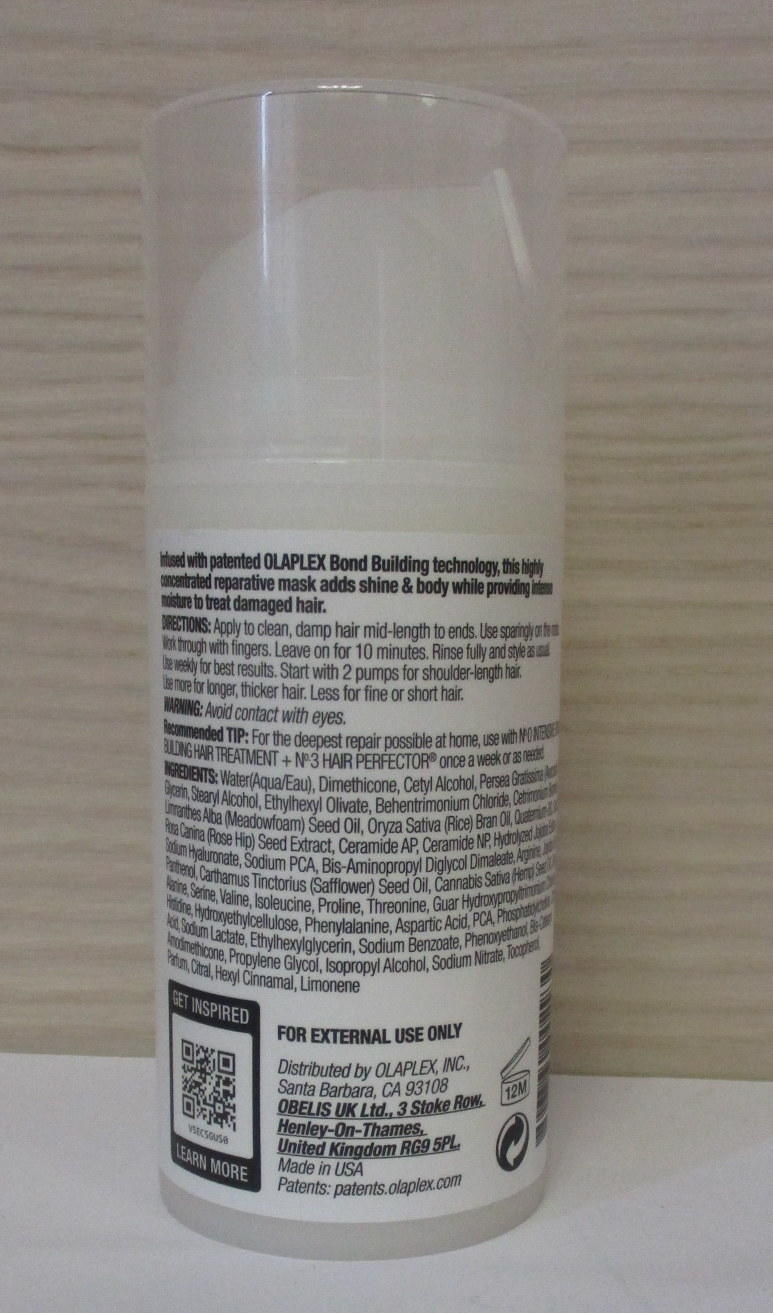 Infused with patented OLAPLEX Bond Building technology, this highly
concentrated reparative mask adds shine & body while providing intense
moisture to treat damaged hair.
DIRECTIONS: Apply to clean, damp hair mid-length to ends. Use sparingly on the
Work through with fingers. Leave on for 10 minutes. Rinse fully and style as usual.
Use weekly for best results. Start with 2 pumps for shoulder-length hair.
Use more for longer, thicker hair. Less for fine or short hair.
WARNING: Avoid contact with eyes.
Recommended TIP: For the deepest repair possible at home, use with Nº0 INTENSIVE
BUILDING HAIR TREATMENT + Nº.3 HAIR PERFECTOR® once a week or as needed.
INGREDIENTS: Water(Aqua/Eau), Dimethicone, Cetyl Alcohol, Persea Gratissima
Glycerin, Stearyl Alcohol, Ethylhexyl Olivate, Behentrimonium Chloride, Cetrimonium
Limnanthes Alba (Meadowfoam) Seed Oil, Oryza Sativa (Rice) Bran Oil,
Rosa Canina (Rose Hip) Seed Extract, Ceramide AP, Ceramide NP, Hydrolyzed Jojoba
Sodium Hyaluronate, Sodium PCA, Bis-Aminopropyl Diglycol Dimaleate, Arginine,
Panthenol, Carthamus Tinctorius (Safflower) Seed Oil, Cannabis Sativa (Hemp) Seed
Alanine, Serine, Valine, Isoleucine, Proline, Threonine, Guar Hydroxypropyltrimonium
Histidine, Hydroxyethylcellulose, Phenylalanine, Aspartic Acid, PCA,
Acid, Sodium Lactate, Ethylhexylglycerin, Sodium Benzoate, Phenoxyethanol,
Amodimethicone, Propylene Glycol, Isopropyl Alcohol, Sodium Nitrate, Tocopherol,
Parfum, Citral, Hexyl Cinnamal, Limonene
GET INSPIRED
VSECSGUS8
LEARN MORE
FOR EXTERNAL USE ONLY
Distributed by OLAPLEX, INC.,
Santa Barbara, CA 93108
OBELIS UK Ltd., 3 Stoke Row,
Henley-On-Thames,
United Kingdom RG9 5PL.
Made in USA
Patents: patents.olaplex.com
12M